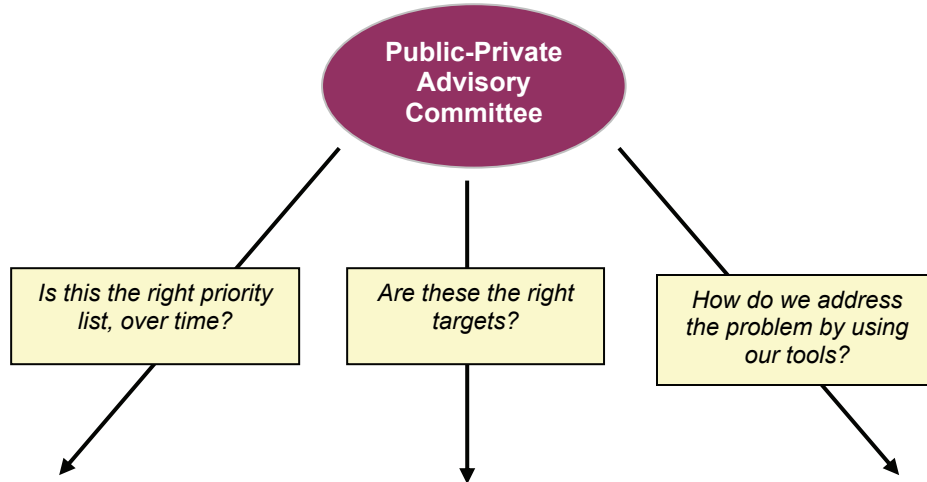 Public-Private
Advisory
Committee
Is this the right priority
list, over time?
Are these the right
targets?
How do we address
the problem by using
our tools?